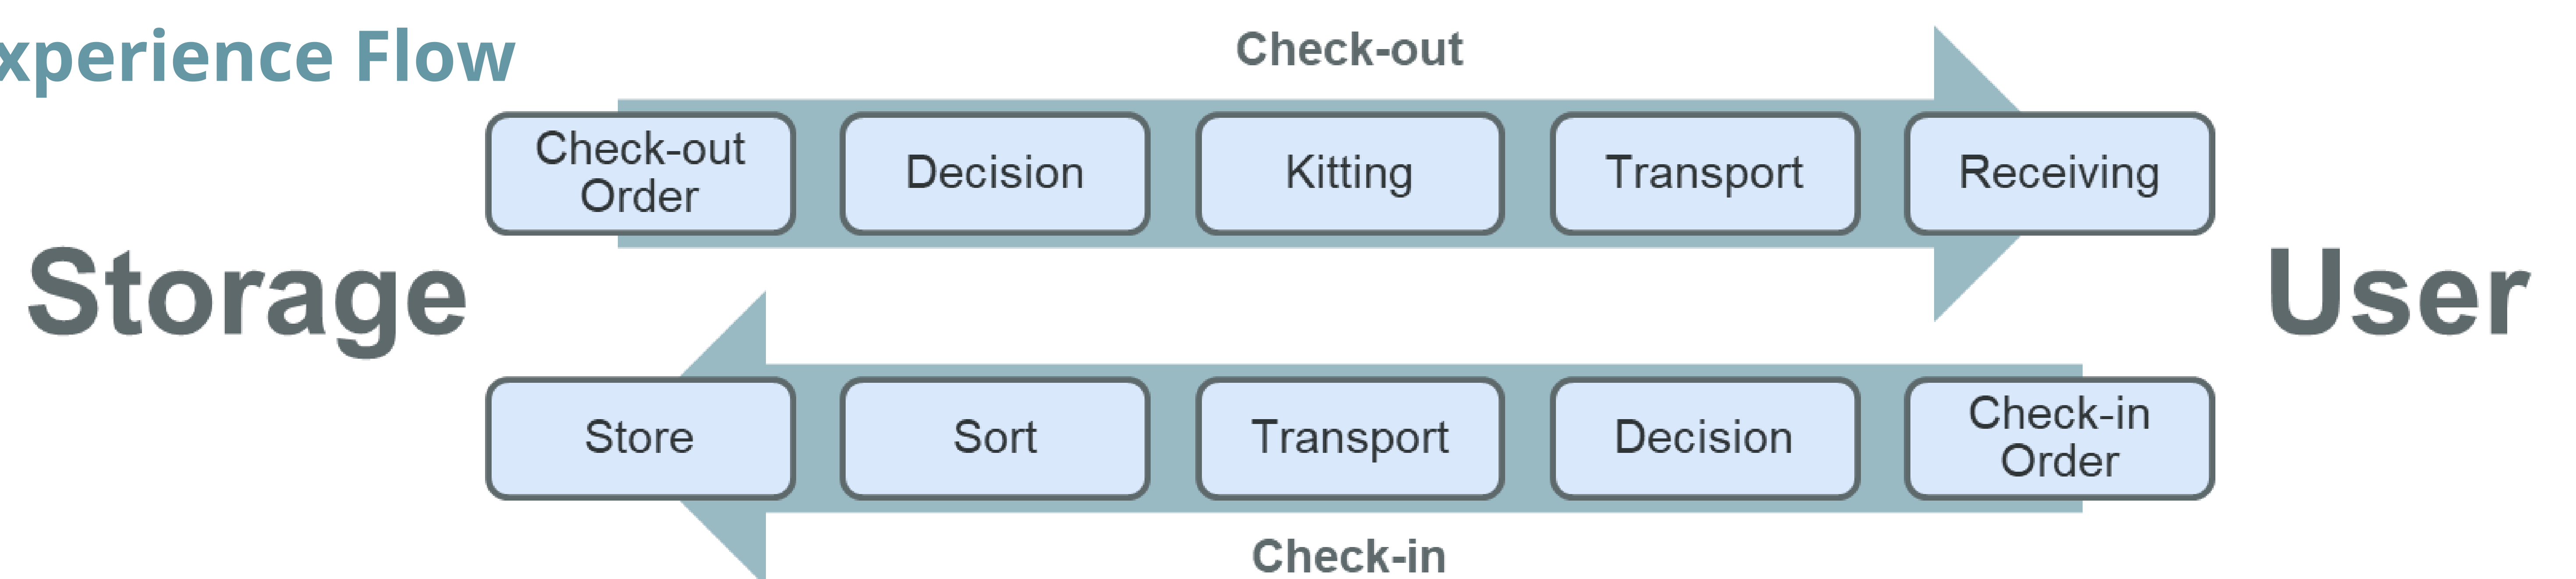 xperience Flow
Check-out
Check-out
Order
Decision
Kitting
Transport
Receiving
Storage
User
Store
Sort
Transport
Decision
Check-in
Order
Check-in